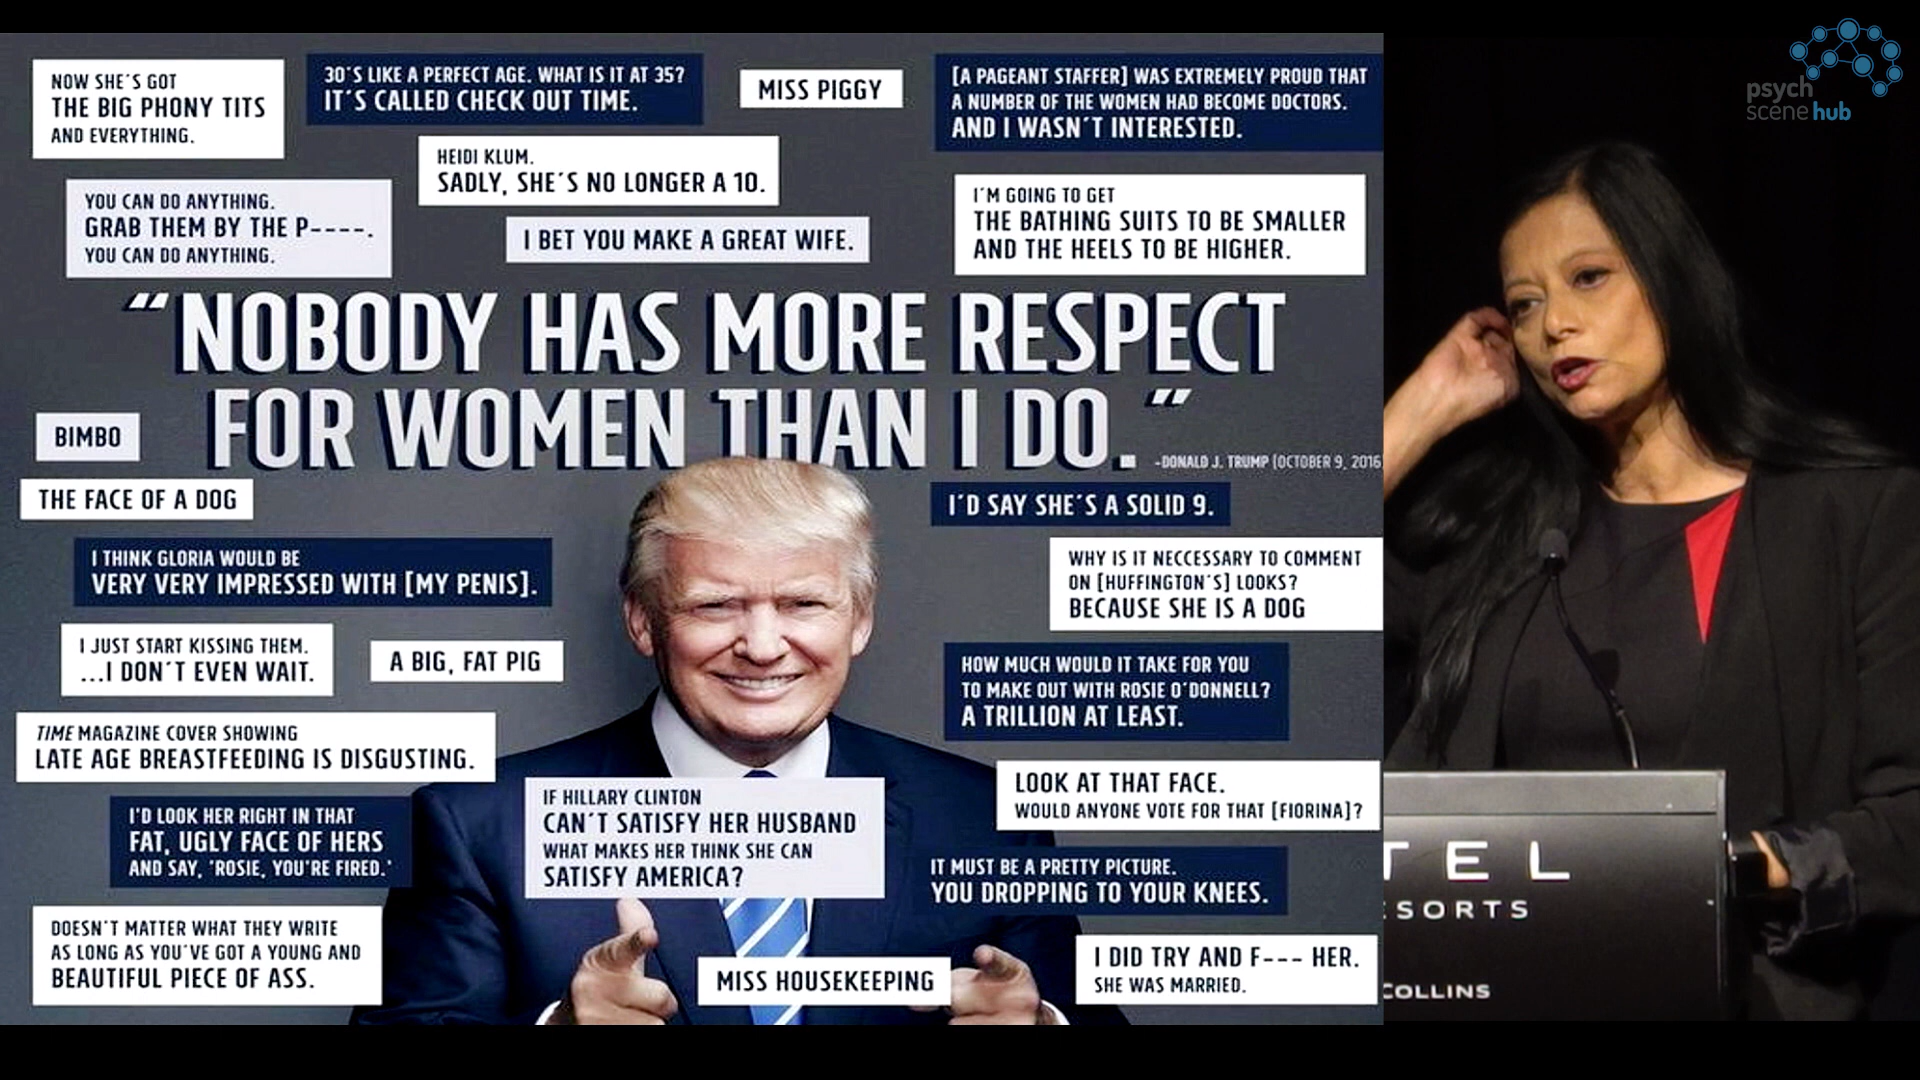 NOW SHE'S GOT
THE BIG PHONY TITS
AND EVERYTHING.
30'S LIKE A PERFECT AGE. WHAT IS IT AT 35?
IT'S CALLED CHECK OUT TIME.
MISS PIGGY
[A PAGEANT STAFFER] WAS EXTREMELY PROUD THAT
A NUMBER OF THE WOMEN HAD BECOME DOCTORS.
AND I WASN'T INTERESTED.
psych
scene hub
HEIDI KLUM.
SADLY, SHE'S NO LONGER A 10.
YOU CAN DO ANYTHING.
GRAB THEM BY THE P----.
YOU CAN DO ANYTHING.
I BET YOU MAKE A GREAT WIFE.
I'M GOING TO GET
THE BATHING SUITS TO BE SMALLER
AND THE HEELS TO BE HIGHER.
"NOBODY HAS MORE RESPECT
FOR WOMEN THAN I DO."
-DONALD J. TRUMP (OCTOBER 9, 2016
BIMBO
THE FACE OF A DOG
I'D SAY SHE'S A SOLID 9.
I THINK GLORIA WOULD BE
VERY VERY IMPRESSED WITH [MY PENIS].
WHY IS IT NECCESSARY TO COMMENT
ON [HUFFINGTON'S] LOOKS?
BECAUSE SHE IS A DOG
I JUST START KISSING THEM.
...I DON'T EVEN WAIT.
A BIG, FAT PIG
HOW MUCH WOULD IT TAKE FOR YOU
TO MAKE OUT WITH ROSIE O'DONNELL?
A TRILLION AT LEAST.
TIME MAGAZINE COVER SHOWING
LATE AGE BREASTFEEDING IS DISGUSTING.
LOOK AT THAT FACE.
WOULD ANYONE VOTE FOR THAT [FIORINA]?
I'D LOOK HER RIGHT IN THAT
FAT, UGLY FACE OF HERS
AND SAY, 'ROSIE, YOU'RE FIRED.'
IF HILLARY CLINTON
CAN'T SATISFY HER HUSBAND
WHAT MAKES HER THINK SHE CAN
SATISFY AMERICA?
IT MUST BE A PRETTY PICTURE.
YOU DROPPING TO YOUR KNEES.
DOESN'T MATTER WHAT THEY WRITE
AS LONG AS YOU'VE GOT A YOUNG AND
BEAUTIFUL PIECE OF ASS.
MISS HOUSEKEEPING
I DID TRY AND F--- HER.
SHE WAS MARRIED.
TEL
ESORTS
COLLINS